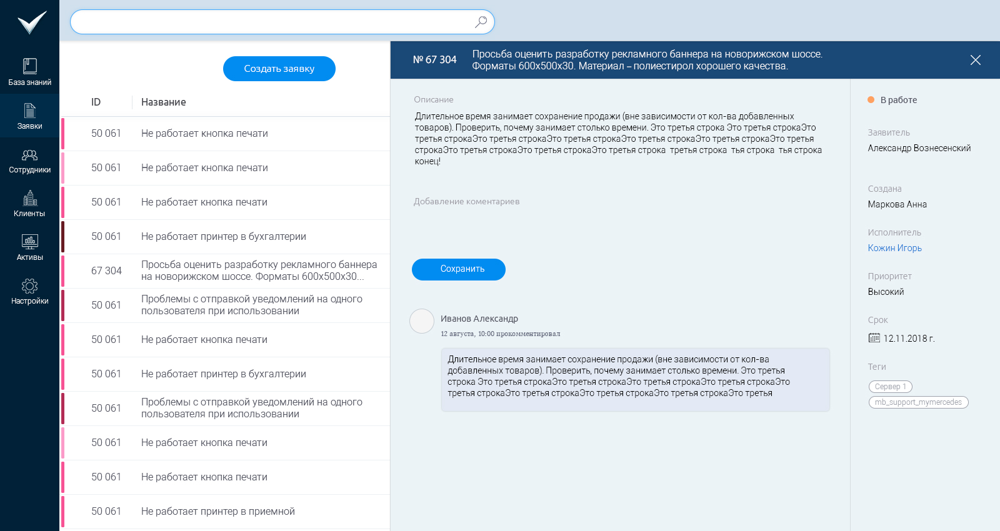 База знаний
Заявки
Сотрудники
Клиенты
Активы
Настройки
Создать заявку
ID Название
50 061 Не работает кнопка печати
50 061 Не работает кнопка печати
50 061 Не работает кнопка печати
50 061 Не работает принтер в бухгалтерии
67 304 Просьба оценить разработку рекламного баннера
на новорижском шоссе. Форматы 600х500х30...
50 061 Проблемы с отправкой уведомлений на одного
пользователя при использовании
50 061 Не работает кнопка печати
50 061 Не работает принтер в бухгалтерии
50 061 Проблемы с отправкой уведомлений на одного
пользователя при использовании
50 061 Не работает кнопка печати
50 061 Не работает кнопка печати
50 061 Не работает принтер в приемной
№ 67 304 Просьба оценить разработку рекламного баннера на новорижском шоссе.
Форматы 600х500х30. Материал – полиестирол хорошего качества.
Описание
Длительное время занимает сохранение продажи (вне зависимости от кол-ва добавленных
товаров). Проверить, почему занимает столько времени. Это третья строка Это третья строкаЭто
третья строкаЭто третья строкаЭто третья строкаЭто третья строкаЭто третья строкаЭто третья
строкаЭто третья строкаЭто третья строкаЭто третья строка  третья строка  тья строка  тья строка
конец!
Добавление коментариев
Сохранить
Иванов Александр
12 августа, 10:00 прокомментировал
Длительное время занимает сохранение продажи (вне зависимости от кол-ва
добавленных товаров). Проверить, почему занимает столько времени. Это третья
строка Это третья строкаЭто третья строкаЭто третья строкаЭто третья строкаЭто
третья строкаЭто третья строкаЭто третья строкаЭто третья строкаЭто третья
В работе
Заявитель
Александр Вознесенский
Создана
Маркова Анна
Исполнитель
Кожин Игорь
Приоритет
Высокий
Срок
12.11.2018 г.
Теги
Сервер 1
mb_support_mymercedes